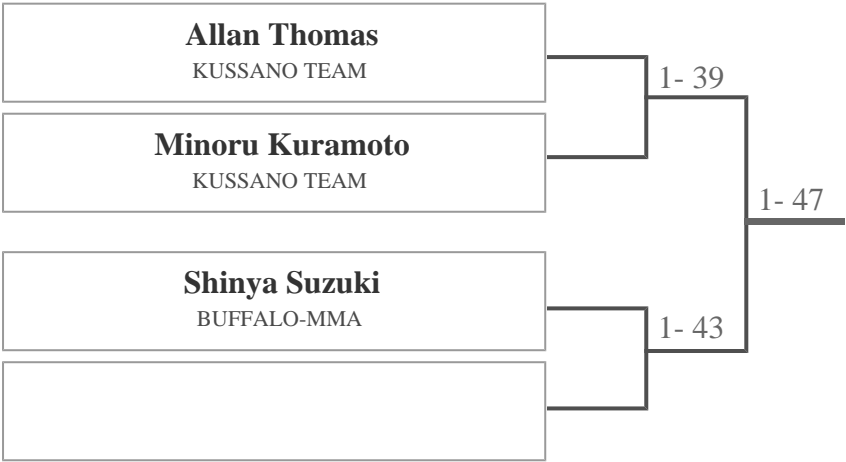 Allan Thomas
KUSSANO TEAM
1- 39
Minoru Kuramoto
KUSSANO TEAM
1- 47
Shinya Suzuki
BUFFALO-MMA
1- 43